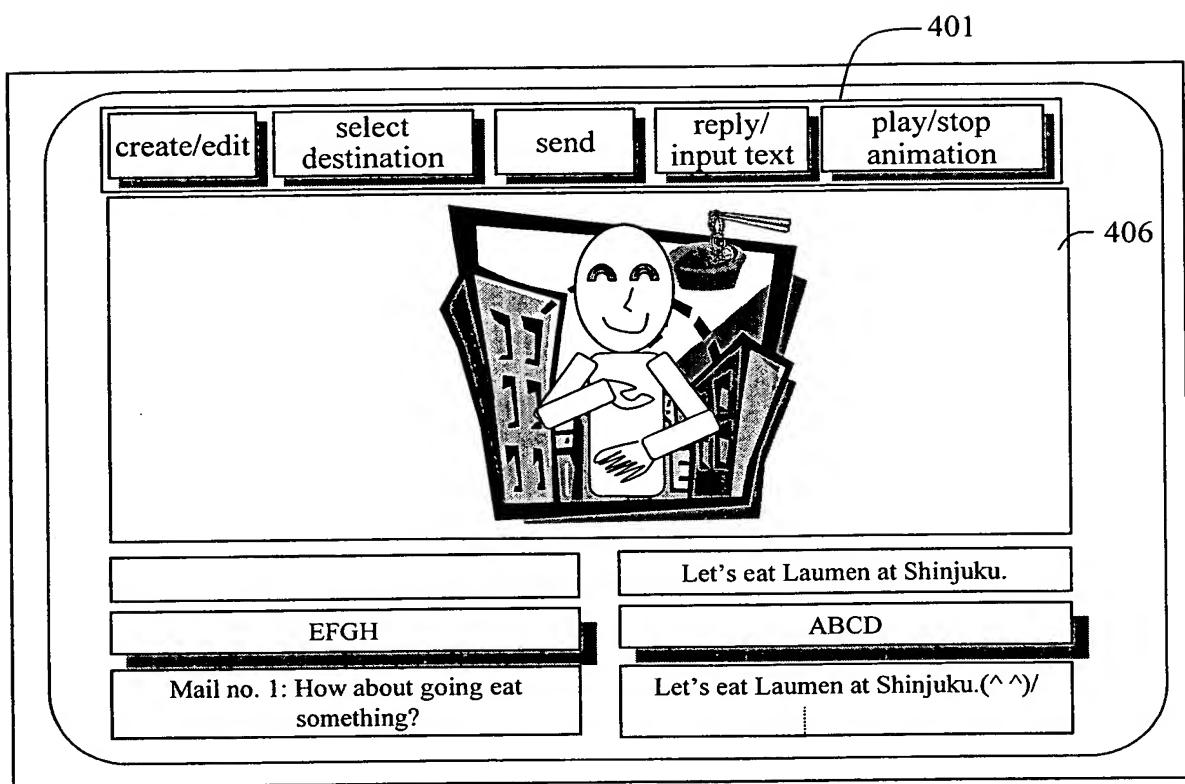 401
create/edit
select
destination
send
reply/
input text
play/stop
animation
406
Let's eat Laumen at Shinjuku.
EFGH
ABCD
Mail no. 1: How about going eat
something?
Let's eat Laumen at Shinjuku.(^ ^)/